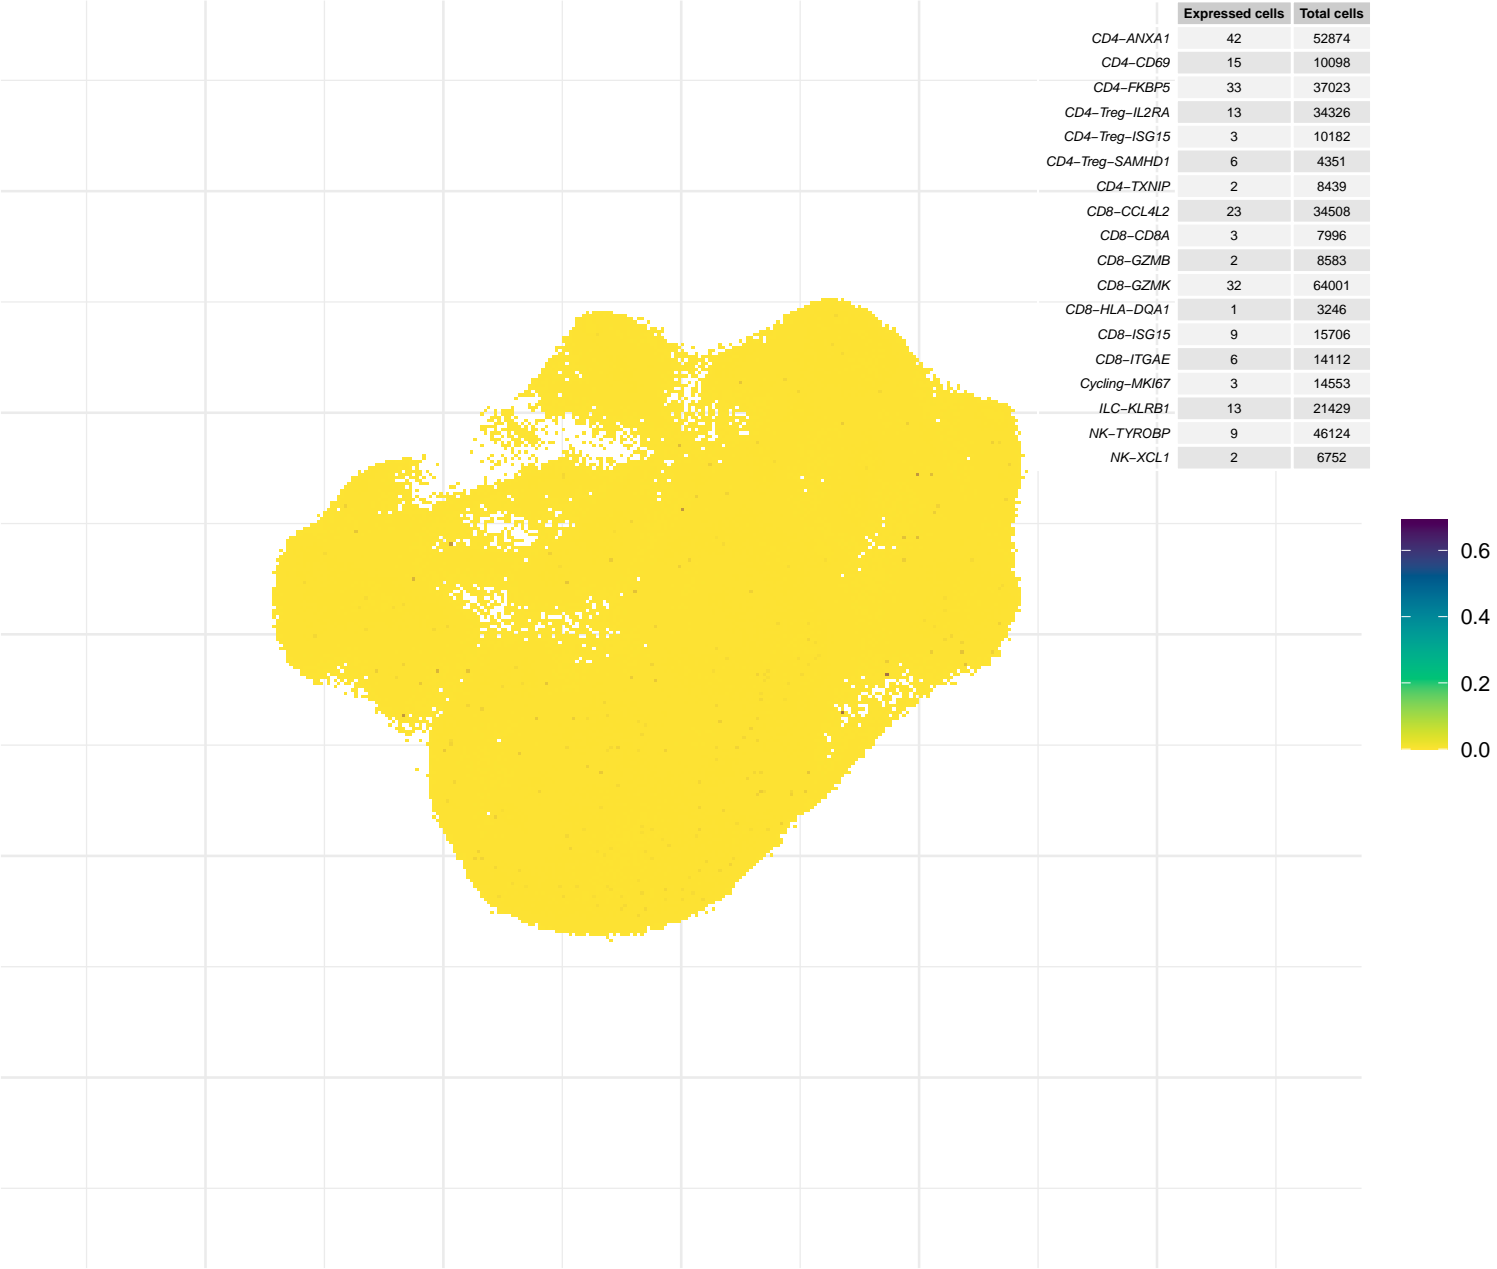 Expressed cells Total cells
CD4−ANXA1 42 52874
CD4−CD69 15 10098
CD4−FKBP5 33 37023
CD4−Treg−IL2RA 13 34326
CD4−Treg−ISG15 3 10182
CD4−Treg−SAMHD1 6 4351
CD4−TXNIP 2 8439
CD8−CCL4L2 23 34508
CD8−CD8A 3 7996
CD8−GZMB 2 8583
CD8−GZMK 32 64001
CD8−HLA−DQA1 1 3246
CD8−ISG15 9 15706
CD8−ITGAE 6 14112
Cycling−MKI67 3 14553
ILC−KLRB1 13 21429
NK−TYROBP 9 46124
NK−XCL1 2 6752
0.6
0.4
0.2
0.0